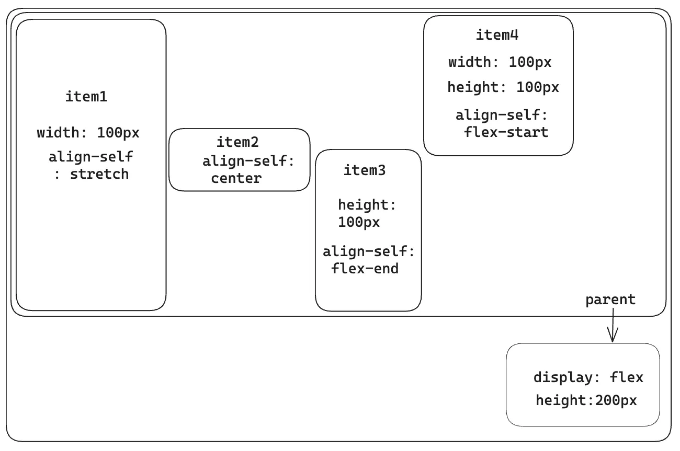 item1
width: 100px
align-self
: stretch
item2
align-self:
center
item3
height:
100px
align-self:
flex-end
item4
width: 100px
height: 100px
align-self:
flex-start
parent
display: flex
height:200px